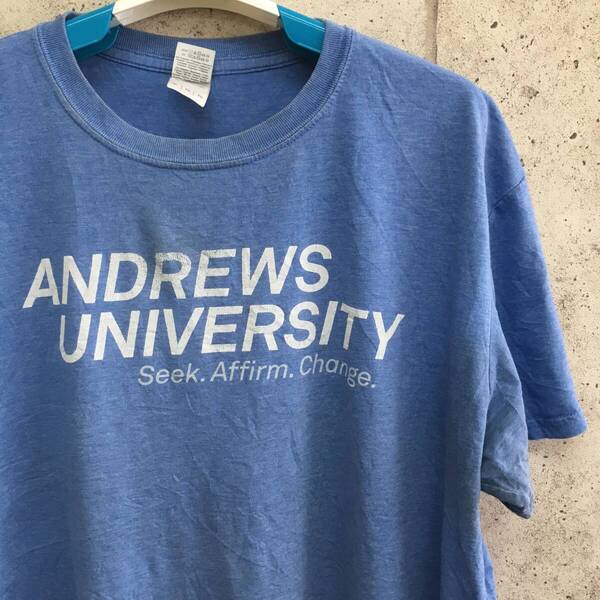 ANDREWS
UNIVERSITY
Seek. Affirm. Change.